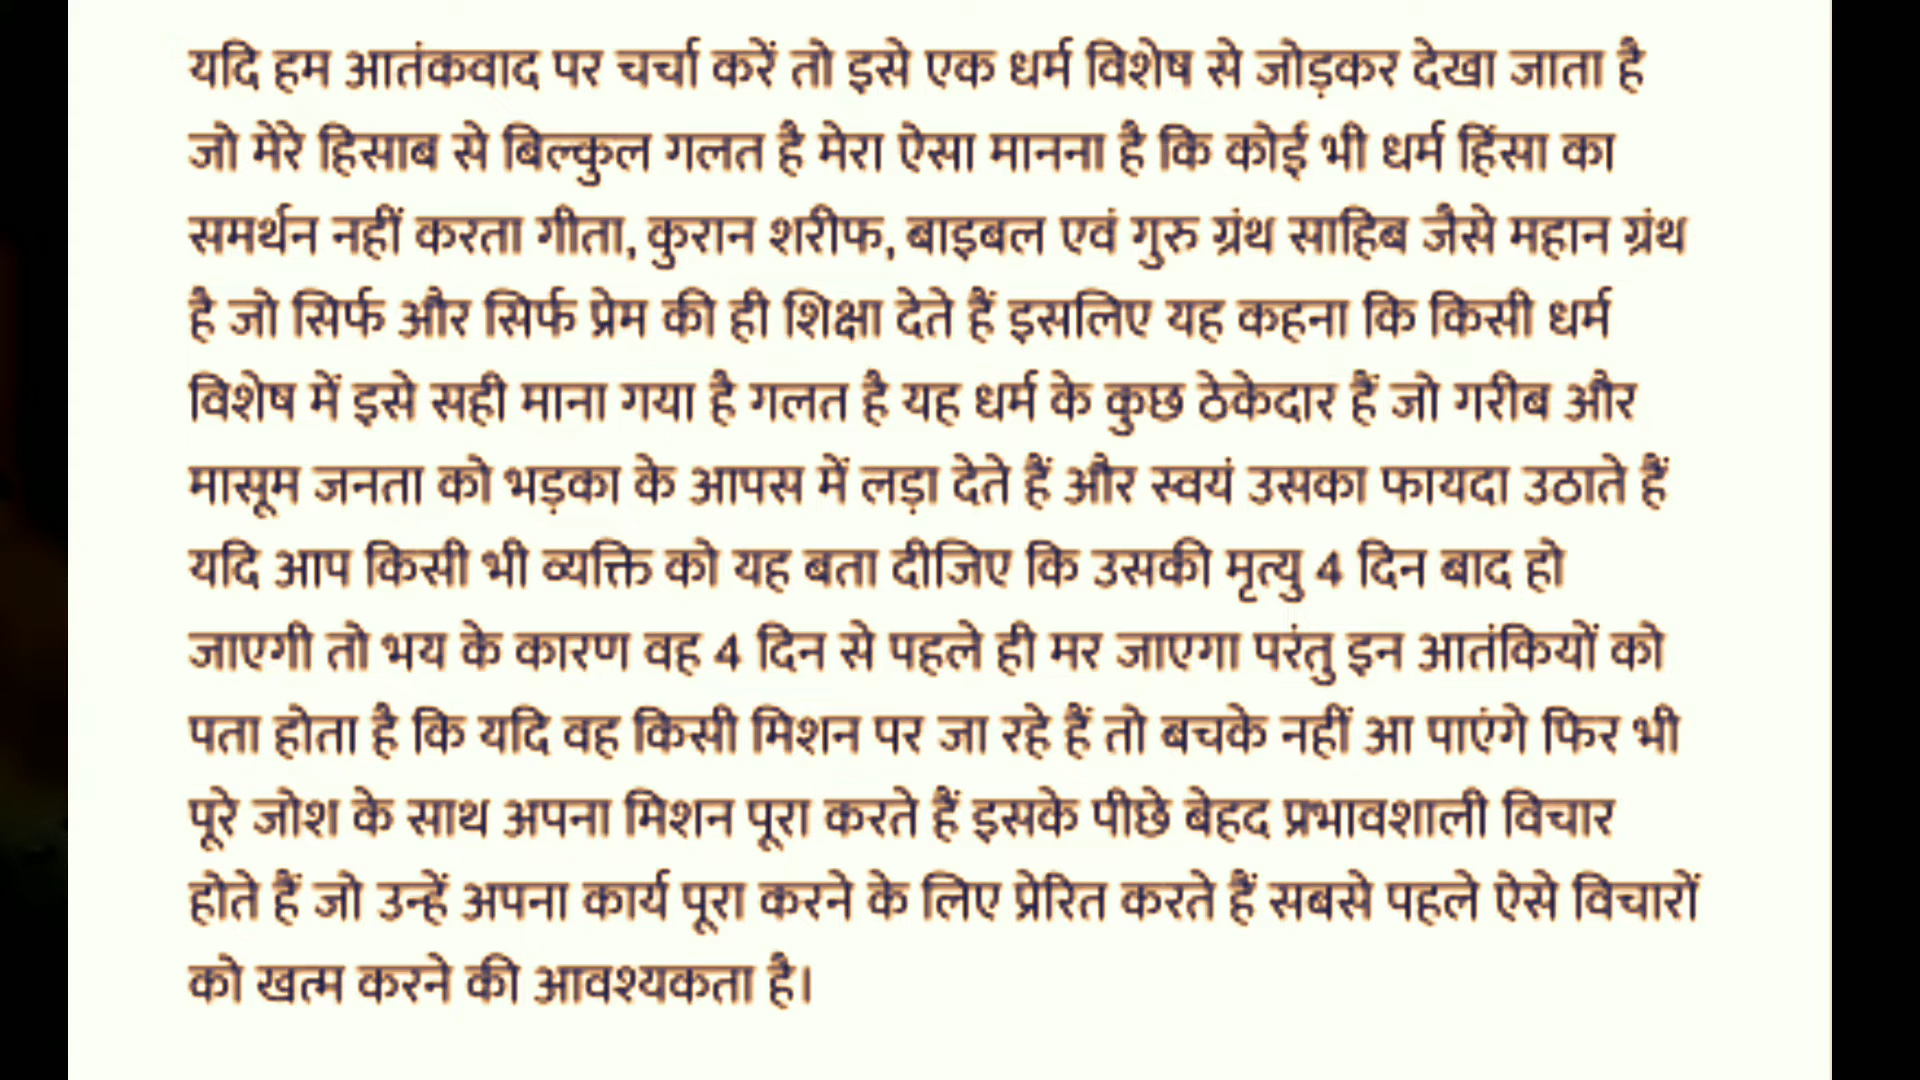 यदि हम आतंकवाद पर चर्चा करें तो इसे एक धर्म विशेष से जोड़कर देखा जाता है
जो मेरे हिसाब से बिल्कुल गलत है मेरा ऐसा मानना है कि कोई भी धर्म हिंसा का
समर्थन नहीं करता गीता, कुरान शरीफ, बाइबल एवं गुरु ग्रंथ साहिब जैसे महान ग्रंथ
है जो सिर्फ और सिर्फ प्रेम की ही शिक्षा देते हैं इसलिए यह कहना कि किसी धर्म
विशेष में इसे सही माना गया है गलत है यह धर्म के कुछ ठेकेदार हैं जो गरीब और
मासूम जनता को भड़का के आपस में लड़ा देते हैं और स्वयं उसका फायदा उठाते हैं
यदि आप किसी भी व्यक्ति को यह बता दीजिए कि उसकी मृत्यु 4 दिन बाद हो
जाएगी तो भय के कारण वह 4 दिन से पहले ही मर जाएगा परंतु इन आतंकियों को
पता होता है कि यदि वह किसी मिशन पर जा रहे हैं तो बचके नहीं आ पाएंगे फिर भी
पूरे जोश के साथ अपना मिशन पूरा करते हैं इसके पीछे बेहद प्रभावशाली विचार
होते हैं जो उन्हें अपना कार्य पूरा करने के लिए प्रेरित करते हैं सबसे पहले ऐसे विचारों
को खत्म करने की आवश्यकता है।